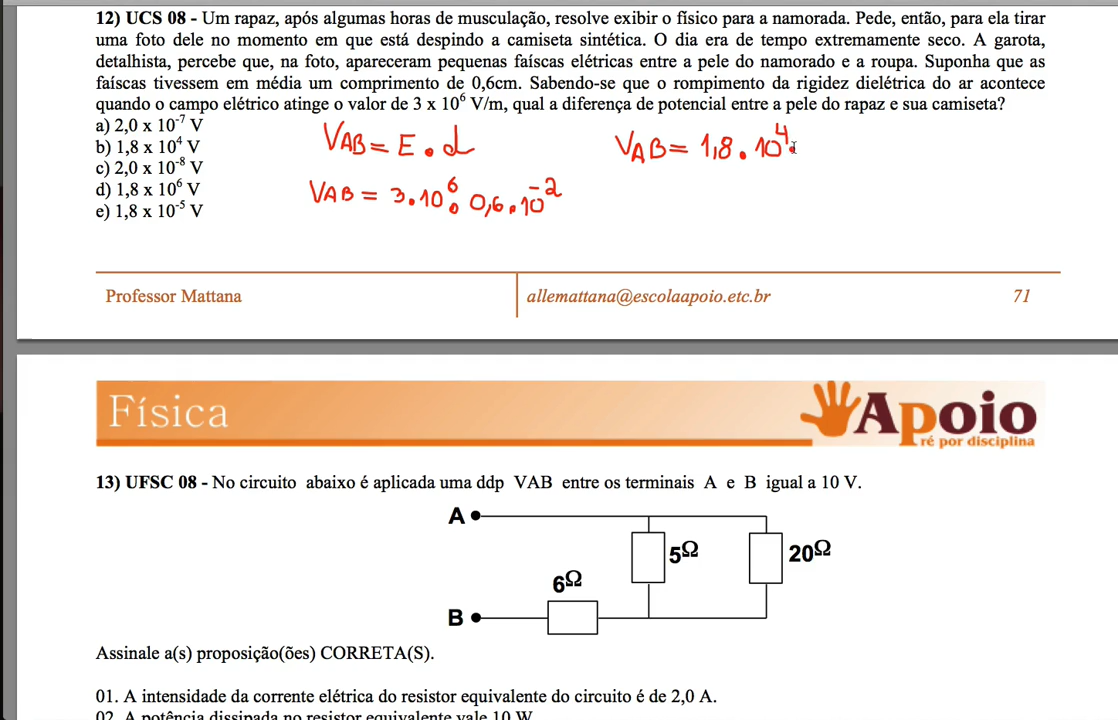 12) UCS 08 - Um rapaz, após algumas horas de musculação, resolve exibir o físico para a namorada. Pede, então, para ela tirar
uma foto dele no momento em que está despindo a camiseta sintética. O dia era de tempo extremamente seco. A garota,
detalhista, percebe que, na foto, apareceram pequenas faíscas elétricas entre a pele do namorado e a roupa. Suponha que as
faíscas tivessem em média um comprimento de 0,6cm. Sabendo-se que o rompimento da rigidez dielétrica do ar acontece
quando o campo elétrico atinge o valor de 3 x 10⁶ V/m, qual a diferença de potencial entre a pele do rapaz e sua camiseta?
a) 2,0 x 10⁻⁷ V
b) 1,8 x 10⁴ V
c) 2,0 x 10⁻⁸ V
d) 1,8 x 10⁶ V
e) 1,8 x 10⁻⁵ V
VAB = E . d
VAB = 3.10⁶ . 0,6.10⁻²
VAB = 1,8.10⁴
Professor Mattana
allemattana@escolaapoio.etc.br
71
Física
Apoio
ré por disciplina
13) UFSC 08 - No circuito abaixo é aplicada uma ddp VAB entre os terminais A e B igual a 10 V.
A
5Ω
20Ω
6Ω
B
Assinale a(s) proposição(ões) CORRETA(S).
01. A intensidade da corrente elétrica do resistor equivalente do circuito é de 2,0 A.
02. A potência dissipada no resistor equivalente vale 10 W